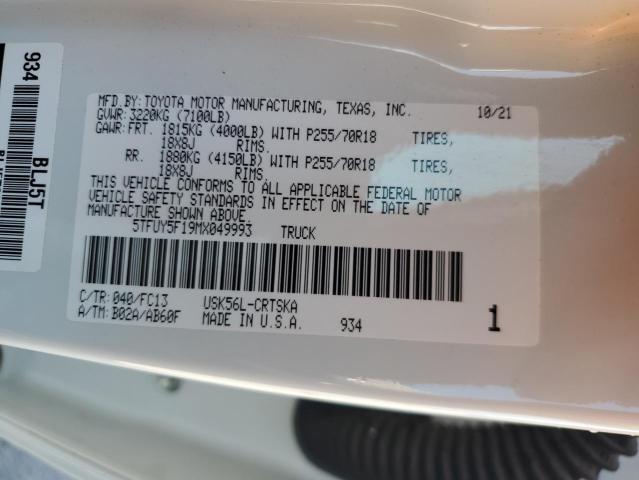 MFD.BY:TOYOTA MOTOR MANUFACTURING, TEXAS, INC. 10/21
GVWR:3220KG (7100LB)
GAWR:FRT. 1815KG (4000LB) WITH P255/70R18 TIRES,
18X8J RIMS.
RR. 1880KG (4150LB) WITH P255/70R18 TIRES,
18X8J RIMS.
THIS VEHICLE CONFORMS TO ALL APPLICABLE FEDERAL MOTOR
VEHICLE SAFETY STANDARDS IN EFFECT ON THE DATE OF
MANUFACTURE SHOWN ABOVE.
5TFUY5F19MX049993 TRUCK
C/TR:040/FC13 USK56L-CRTSKA
A/TM:B02A/AB60F MADE IN U.S.A. 934 1
934
BLJ5T